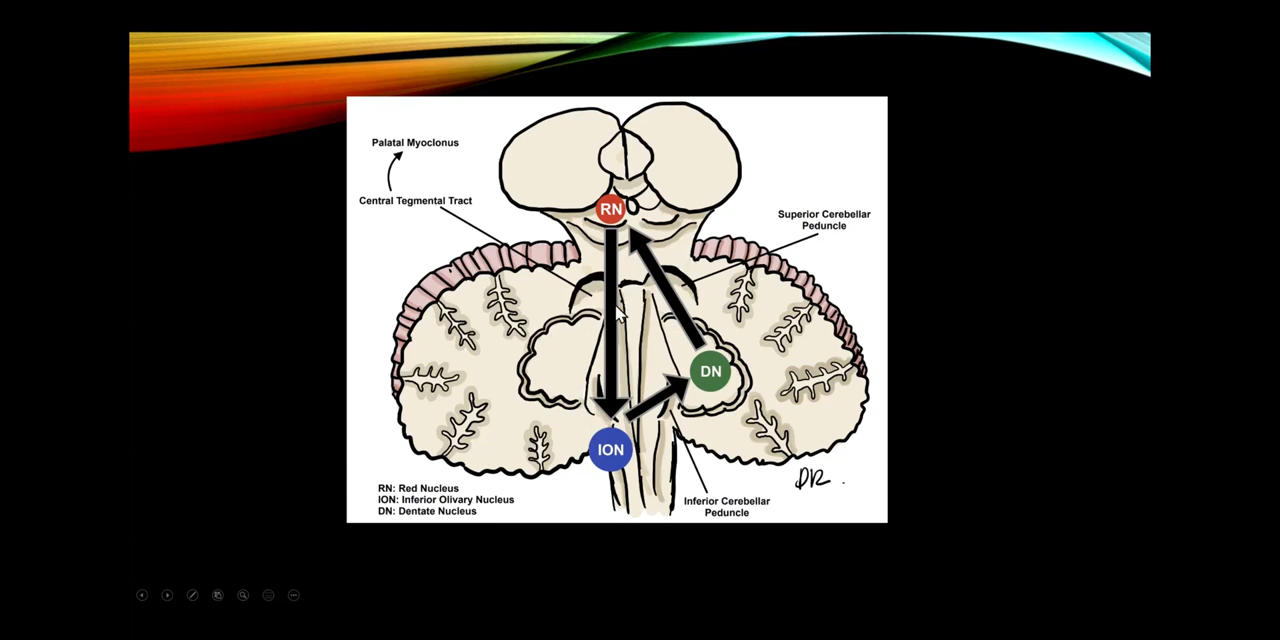 Palatal Myoclonus
Central Tegmental Tract
RN
Superior Cerebellar
Peduncle
DN
ION
RN: Red Nucleus
ION: Inferior Olivary Nucleus
DN: Dentate Nucleus
Inferior Cerebellar
Peduncle
DR